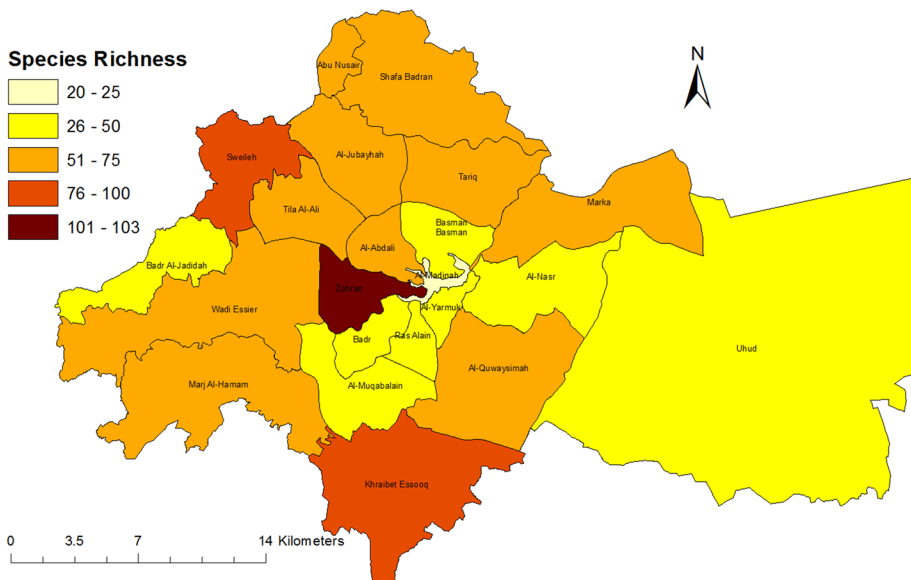 Species Richness
20 - 25
26 - 50
51 - 75
76 - 100
101 - 103
N
Abu Nusair
Shafa Badran
Sweileh
Al-Jubayhah
Tariq
Tila Al-Ali
Marka
Basman
Basman
Al-Abdali
Badr Al-Jadidah
Al-Madinah
Al-Nasr
Zahran
Wadi Essier
Al-Yarmuk
Badr
Ras Alain
Uhud
Al-Quwaysimah
Marj Al-Hamam
Al-Muqabalain
Khraibet Essooq
0 3.5 7 14 Kilometers